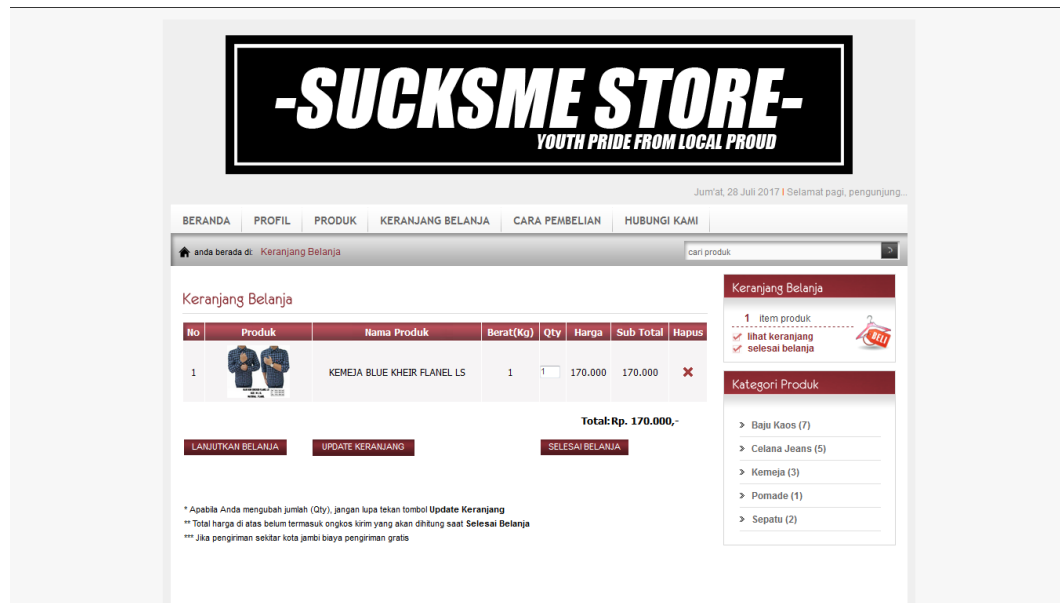 -SUCKSME STORE-
YOUTH PRIDE FROM LOCAL PROUD
Jum'at, 28 Juli 2017 | Selamat pagi, pengunjung...
BERANDA PROFIL PRODUK KERANJANG BELANJA CARA PEMBELIAN HUBUNGI KAMI
anda berada di: Keranjang Belanja
cari produk
>
Keranjang Belanja
No Produk Nama Produk Berat(Kg) Qty Harga Sub Total Hapus
1 KEMEJA BLUE KHEIR FLANEL LS 1 1 170.000 170.000
Total: Rp. 170.000,-
LANJUTKAN BELANJA UPDATE KERANJANG SELESAI BELANJA
* Apabila Anda mengubah jumlah (Qty), jangan lupa tekan tombol Update Keranjang
** Total harga di atas belum termasuk ongkos kirim yang akan dihitung saat Selesai Belanja
*** Jika pengiriman sekitar kota jambi biaya pengiriman gratis
Keranjang Belanja
1 item produk
lihat keranjang
selesai belanja
BELI
Kategori Produk
Baju Kaos (7)
Celana Jeans (5)
Kemeja (3)
Pomade (1)
Sepatu (2)